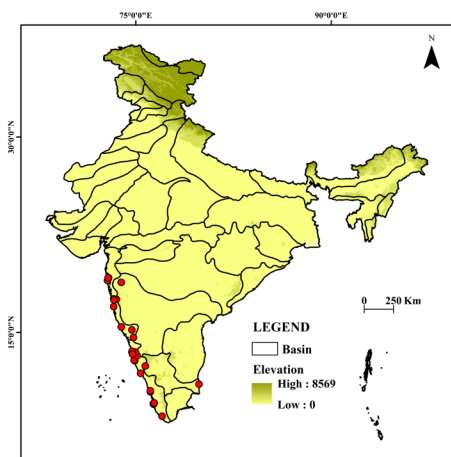 75°0'0"E 90°0'0"E
N
30°0'0"N
15°0'0"N
0 250 Km
LEGEND
Basin
Elevation
High : 8569
Low : 0